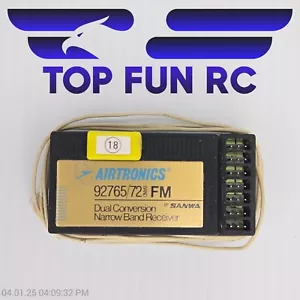 TOP FUN RC
18
AIRTRONICS
92765/72 FM
Dual Conversion
Narrow Band Receiver
BY SANWA
04.01.25 04:09:32 PM